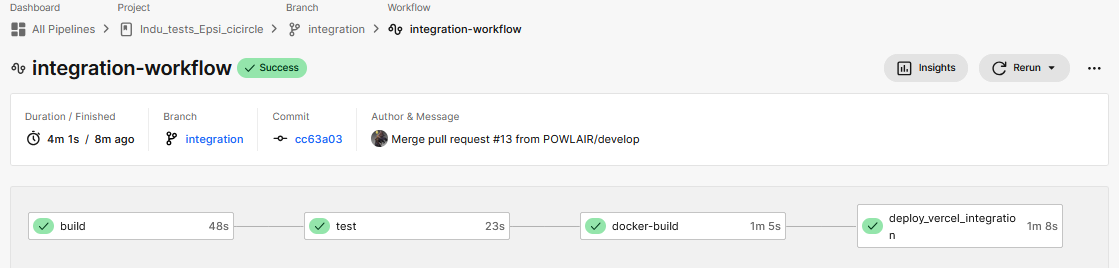 Dashboard Project Branch Workflow
All Pipelines Indu_tests_Epsi_cicircle integration integration-workflow
integration-workflow Success Insights Rerun
Duration / Finished Branch Commit Author & Message
4m 1s / 8m ago integration cc63a03 Merge pull request #13 from POWLAIR/develop
build 48s test 23s docker-build 1m 5s deploy_vercel_integratio
n 1m 8s